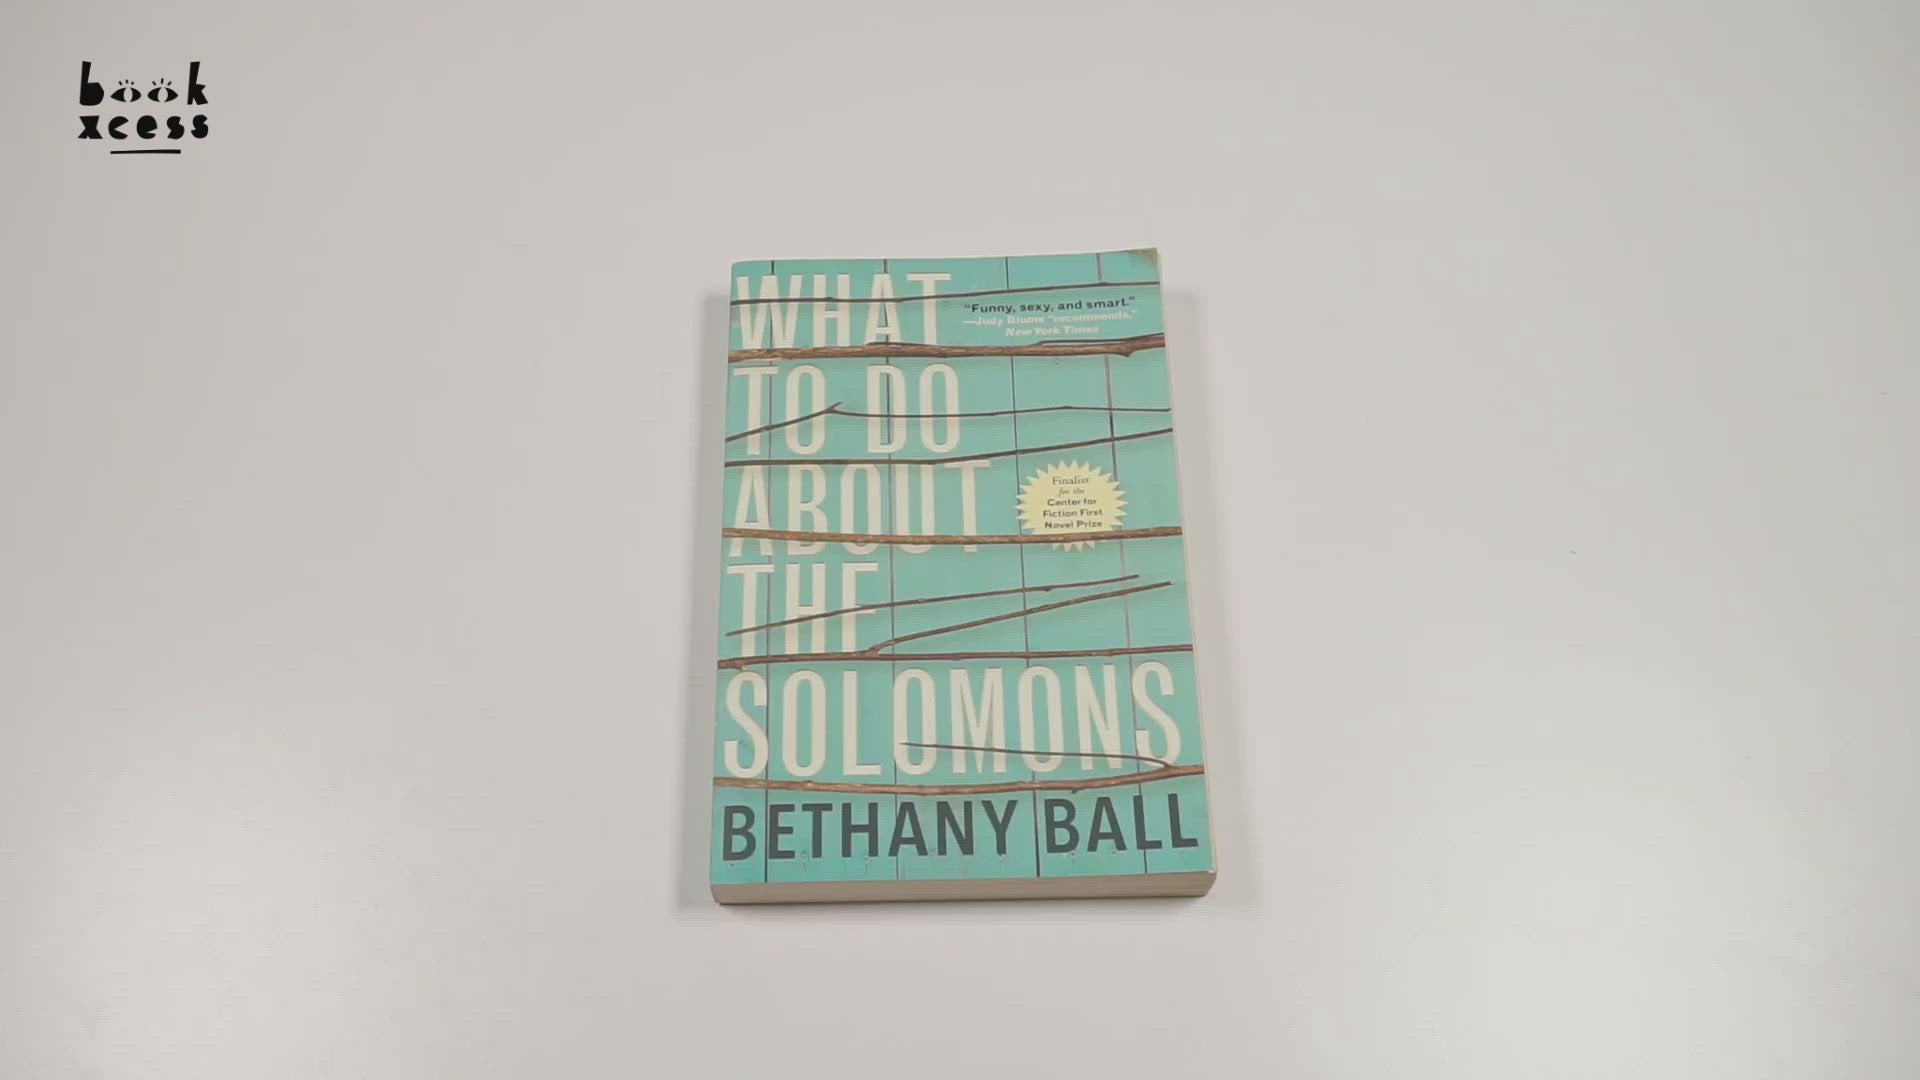 book
xcess
WHAT
TO DO
ABOUT
THE
SOLOMONS
"Funny, sexy, and smart."
—Judy Blume "recommends,"
New York Times
Finalist
for the
Center for
Fiction First
Novel Prize
BETHANY BALL